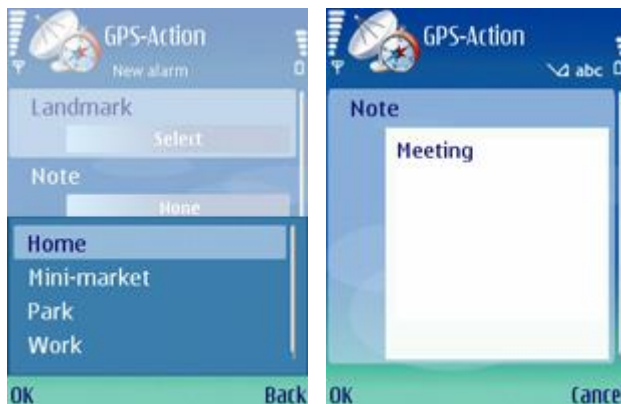 GPS-Action
New alarm
Landmark
Select
Note
None
Home
Mini-market
Park
Work
OK Back
GPS-Action
abc
Note
Meeting
OK Cance